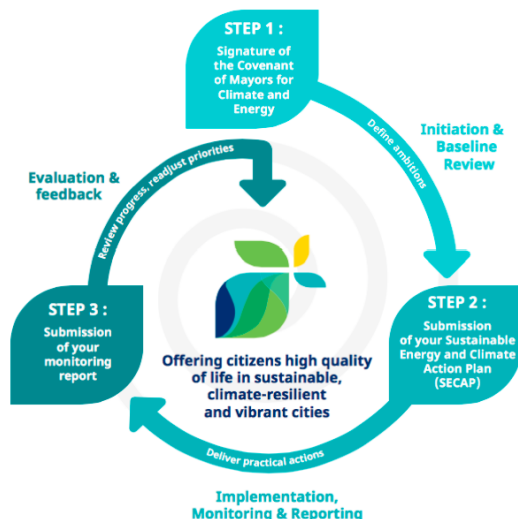 STEP 1 :
Signature of
the Covenant
of Mayors for
Climate and
Energy
Define ambitions
Initiation &
Baseline
Review
STEP 2 :
Submission
of your Sustainable
Energy and Climate
Action Plan
(SECAP)
Deliver practical actions
Implementation,
Monitoring & Reporting
STEP 3 :
Submission
of your
monitoring
report
Review progress, readjust priorities
Evaluation &
feedback
Offering citizens high quality
of life in sustainable,
climate-resilient
and vibrant cities